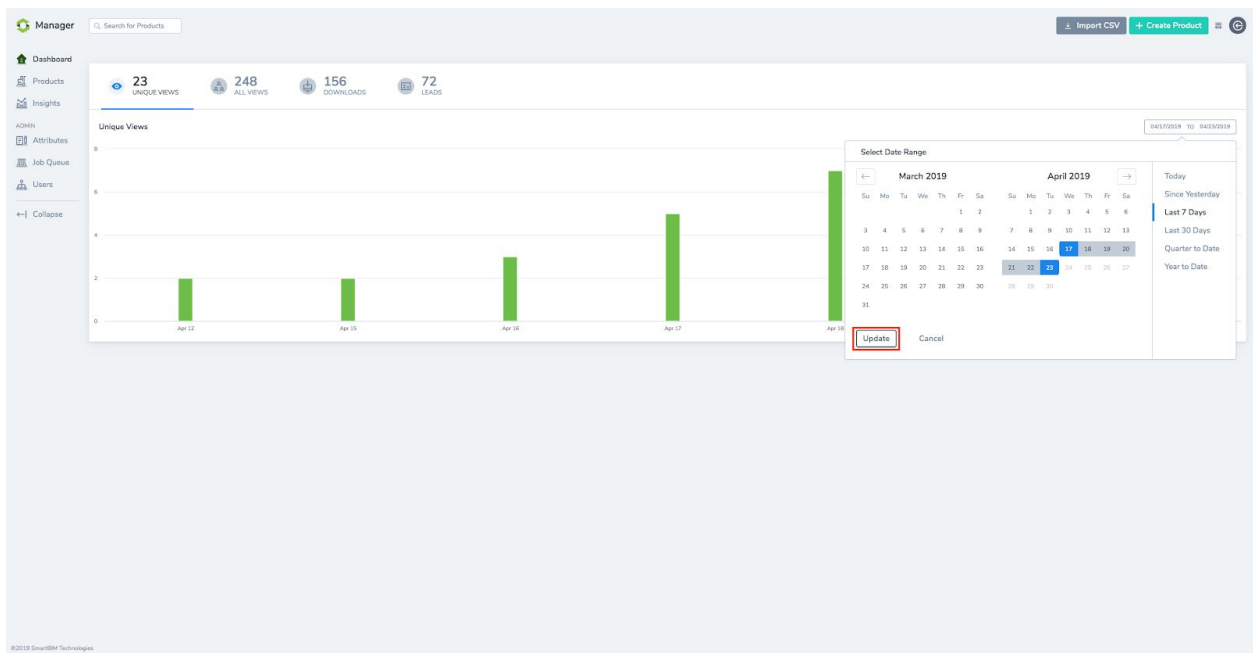 Manager
Search for Products
Import CSV
+ Create Product
Dashboard
Products
Insights
ADMIN
Attributes
Job Queue
Users
Collapse
23
UNIQUE VIEWS
248
ALL VIEWS
156
DOWNLOADS
72
LEADS
Unique Views
04/17/2019 TO 04/23/2019
8
6
4
2
0
Apr 12
Apr 15
Apr 16
Apr 17
Apr 18
Select Date Range
March 2019
Su Mo Tu We Th Fr Sa
1 2
3 4 5 6 7 8 9
10 11 12 13 14 15 16
17 18 19 20 21 22 23
24 25 26 27 28 29 30
31
April 2019
Su Mo Tu We Th Fr Sa
1 2 3 4 5 6
7 8 9 10 11 12 13
14 15 16 17 18 19 20
21 22 23 24 25 26 27
28 29 30
Today
Since Yesterday
Last 7 Days
Last 30 Days
Quarter to Date
Year to Date
Update
Cancel
©2019 SmartBIM Technologies